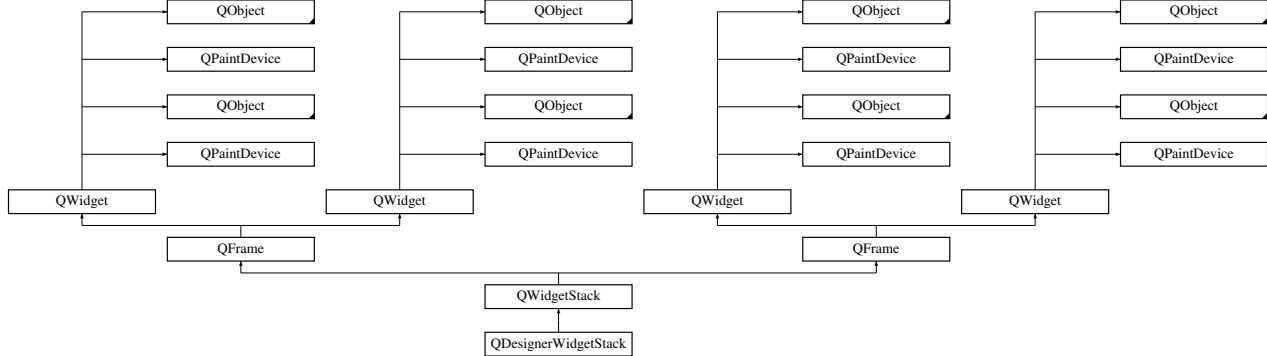 QObject QObject QObject QObject
QPaintDevice QPaintDevice QPaintDevice QPaintDevice
QObject QObject QObject QObject
QPaintDevice QPaintDevice QPaintDevice QPaintDevice
QWidget QWidget QWidget QWidget
QFrame QFrame
QWidgetStack
QDesignerWidgetStack